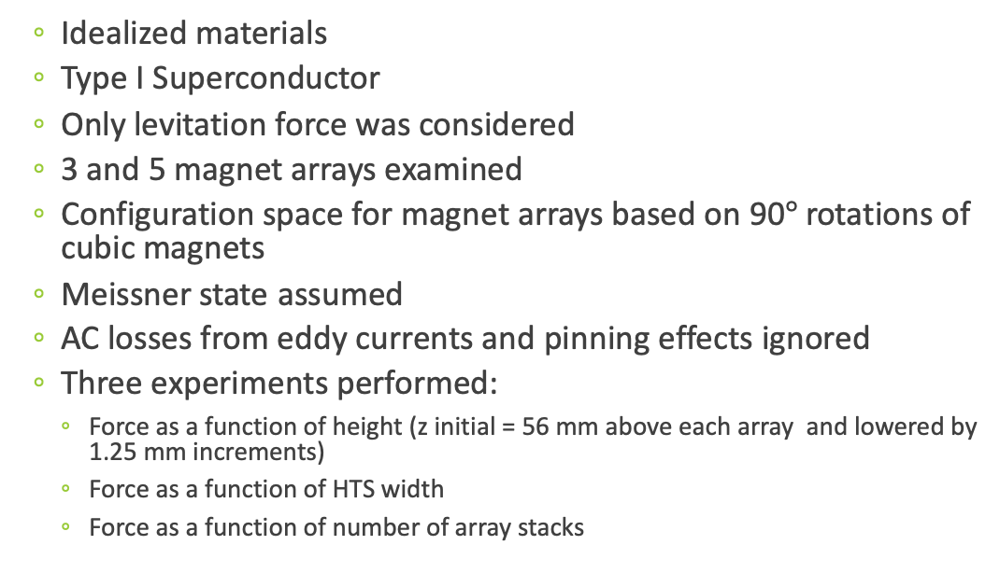 Idealized materials
Type I Superconductor
Only levitation force was considered
3 and 5 magnet arrays examined
Configuration space for magnet arrays based on 90° rotations of
cubic magnets
Meissner state assumed
AC losses from eddy currents and pinning effects ignored
Three experiments performed:
Force as a function of height (z initial = 56 mm above each array  and lowered by
1.25 mm increments)
Force as a function of HTS width
Force as a function of number of array stacks